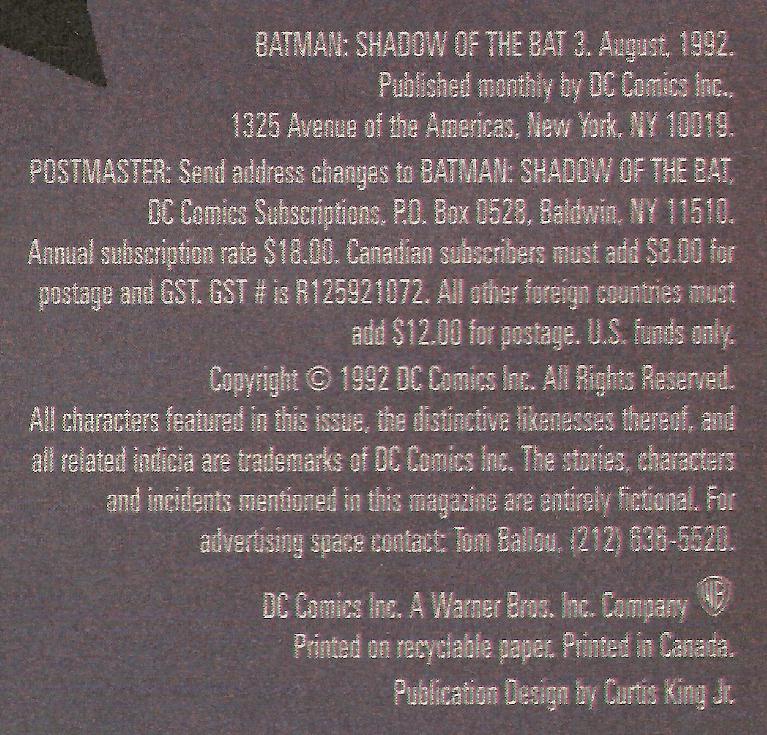 BATMAN: SHADOW OF THE BAT 3. August, 1992.
Published monthly by DC Comics Inc.,
1325 Avenue of the Americas, New York, NY 10019.
POSTMASTER: Send address changes to BATMAN: SHADOW OF THE BAT,
DC Comics Subscriptions, P.O. Box 0528, Baldwin, NY 11510.
Annual subscription rate $18.00. Canadian subscribers must add $8.00 for
postage and GST. GST # is R125921072. All other foreign countries must
add $12.00 for postage. U.S. funds only.
Copyright © 1992 DC Comics Inc. All Rights Reserved.
All characters featured in this issue, the distinctive likenesses thereof, and
all related indicia are trademarks of DC Comics Inc. The stories, characters
and incidents mentioned in this magazine are entirely fictional. For
advertising space contact: Tom Ballou, (212) 636-5520.
DC Comics Inc. A Warner Bros. Inc. Company WB
Printed on recyclable paper. Printed in Canada.
Publication Design by Curtis King Jr.